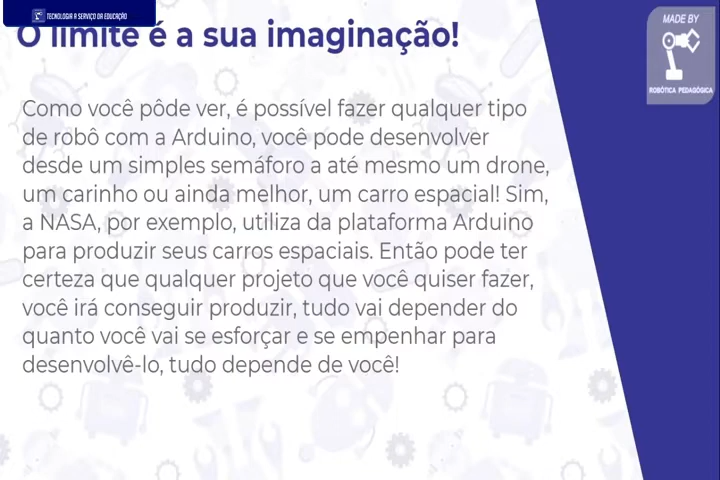 TECNOLOGIA A SERVIÇO DA EDUCAÇÃO
O limite é a sua imaginação!
MADE BY
ROBÓTICA PEDAGÓGICA
Como você pôde ver, é possível fazer qualquer tipo
de robô com a Arduino, você pode desenvolver
desde um simples semáforo a até mesmo um drone,
um carinho ou ainda melhor, um carro espacial! Sim,
a NASA, por exemplo, utiliza da plataforma Arduino
para produzir seus carros espaciais. Então pode ter
certeza que qualquer projeto que você quiser fazer,
você irá conseguir produzir, tudo vai depender do
quanto você vai se esforçar e se empenhar para
desenvolvê-lo, tudo depende de você!